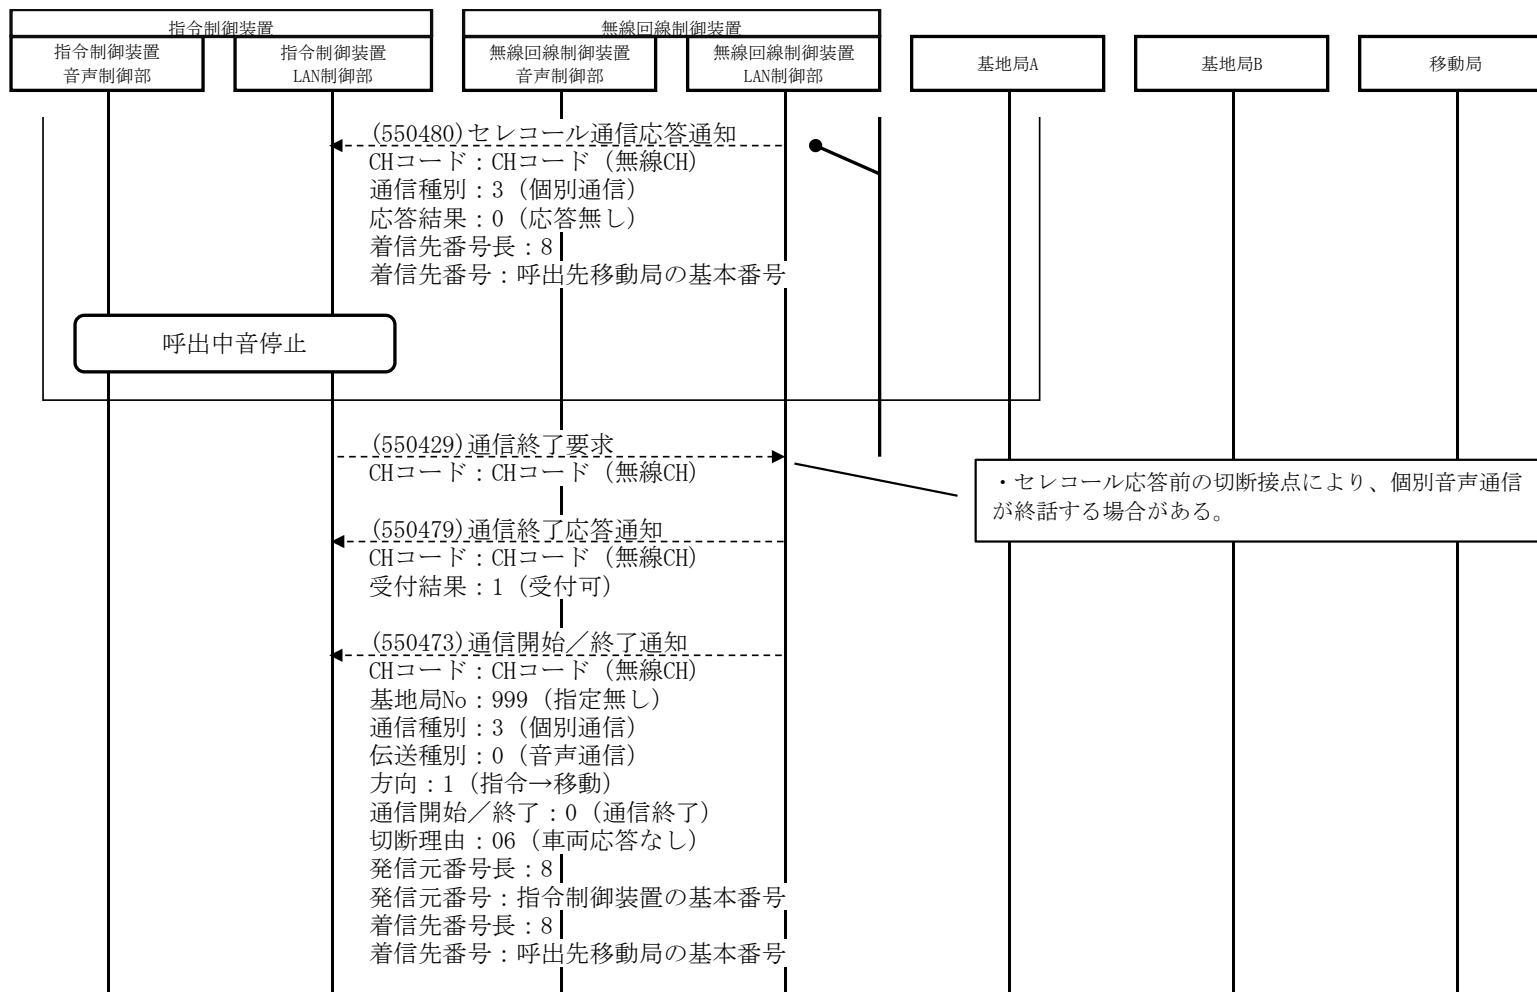 指令制御装置
無線回線制御装置
指令制御装置
音声制御部
指令制御装置
LAN制御部
無線回線制御装置
音声制御部
無線回線制御装置
LAN制御部
基地局A
基地局B
移動局
(550480)セレコール通信応答通知
CHコード：CHコード（無線CH）
通信種別：3（個別通信）
応答結果：0（応答無し）
着信先番号長：8
着信先番号：呼出先移動局の基本番号
呼出中音停止
(550429)通信終了要求
CHコード：CHコード（無線CH）
・セレコール応答前の切断接点により、個別音声通信
が終話する場合がある。
(550479)通信終了応答通知
CHコード：CHコード（無線CH）
受付結果：1（受付可）
(550473)通信開始／終了通知
CHコード：CHコード（無線CH）
基地局No：999（指定無し）
通信種別：3（個別通信）
伝送種別：0（音声通信）
方向：1（指令→移動）
通信開始／終了：0（通信終了）
切断理由：06（車両応答なし）
発信元番号長：8
発信元番号：指令制御装置の基本番号
着信先番号長：8
着信先番号：呼出先移動局の基本番号